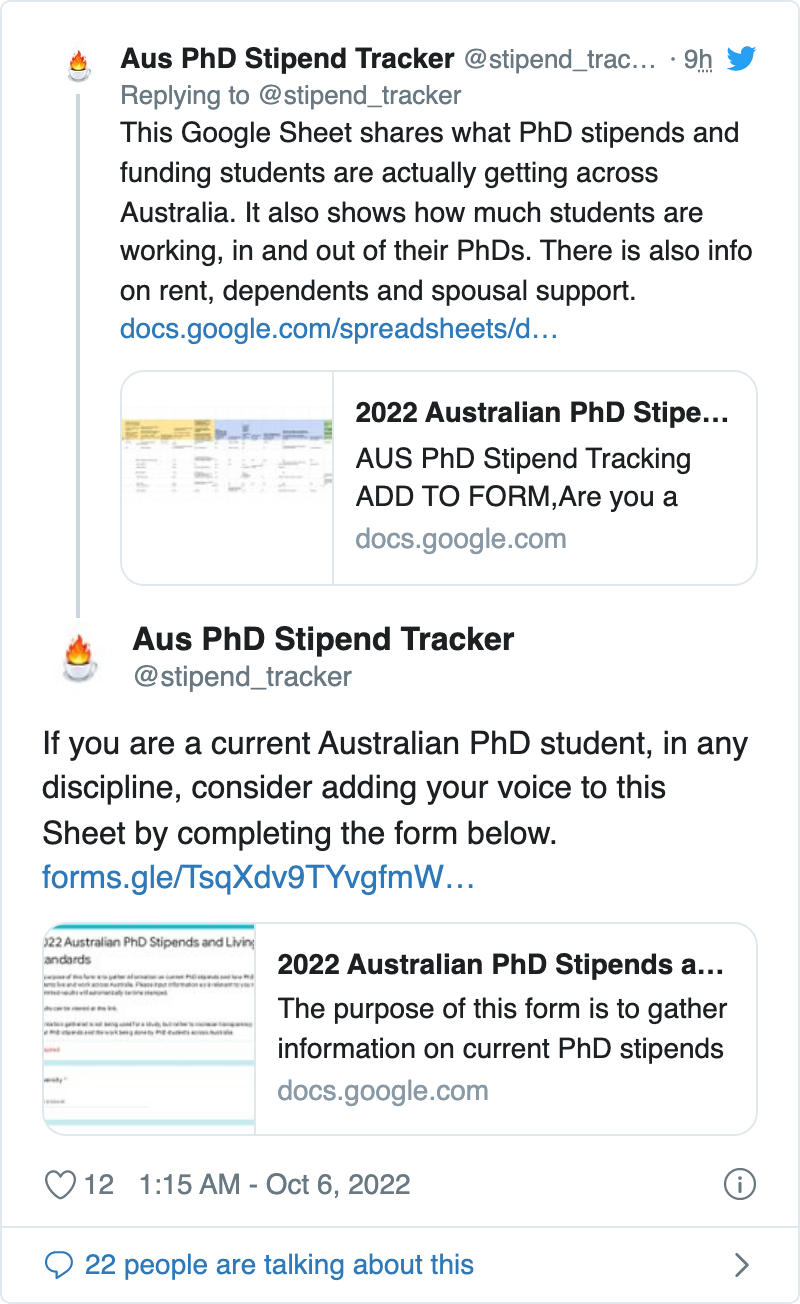 Aus PhD Stipend Tracker @stipend_trac... · 9h
Replying to @stipend_tracker
This Google Sheet shares what PhD stipends and
funding students are actually getting across
Australia. It also shows how much students are
working, in and out of their PhDs. There is also info
on rent, dependents and spousal support.
docs.google.com/spreadsheets/d…
2022 Australian PhD Stipe...
AUS PhD Stipend Tracking
ADD TO FORM,Are you a
docs.google.com
Aus PhD Stipend Tracker
@stipend_tracker
If you are a current Australian PhD student, in any
discipline, consider adding your voice to this
Sheet by completing the form below.
forms.gle/TsqXdv9TYvgfmW…
22 Australian PhD Stipends and Living
andards
2022 Australian PhD Stipends a...
The purpose of this form is to gather
information on current PhD stipends
docs.google.com
12 1:15 AM - Oct 6, 2022
22 people are talking about this